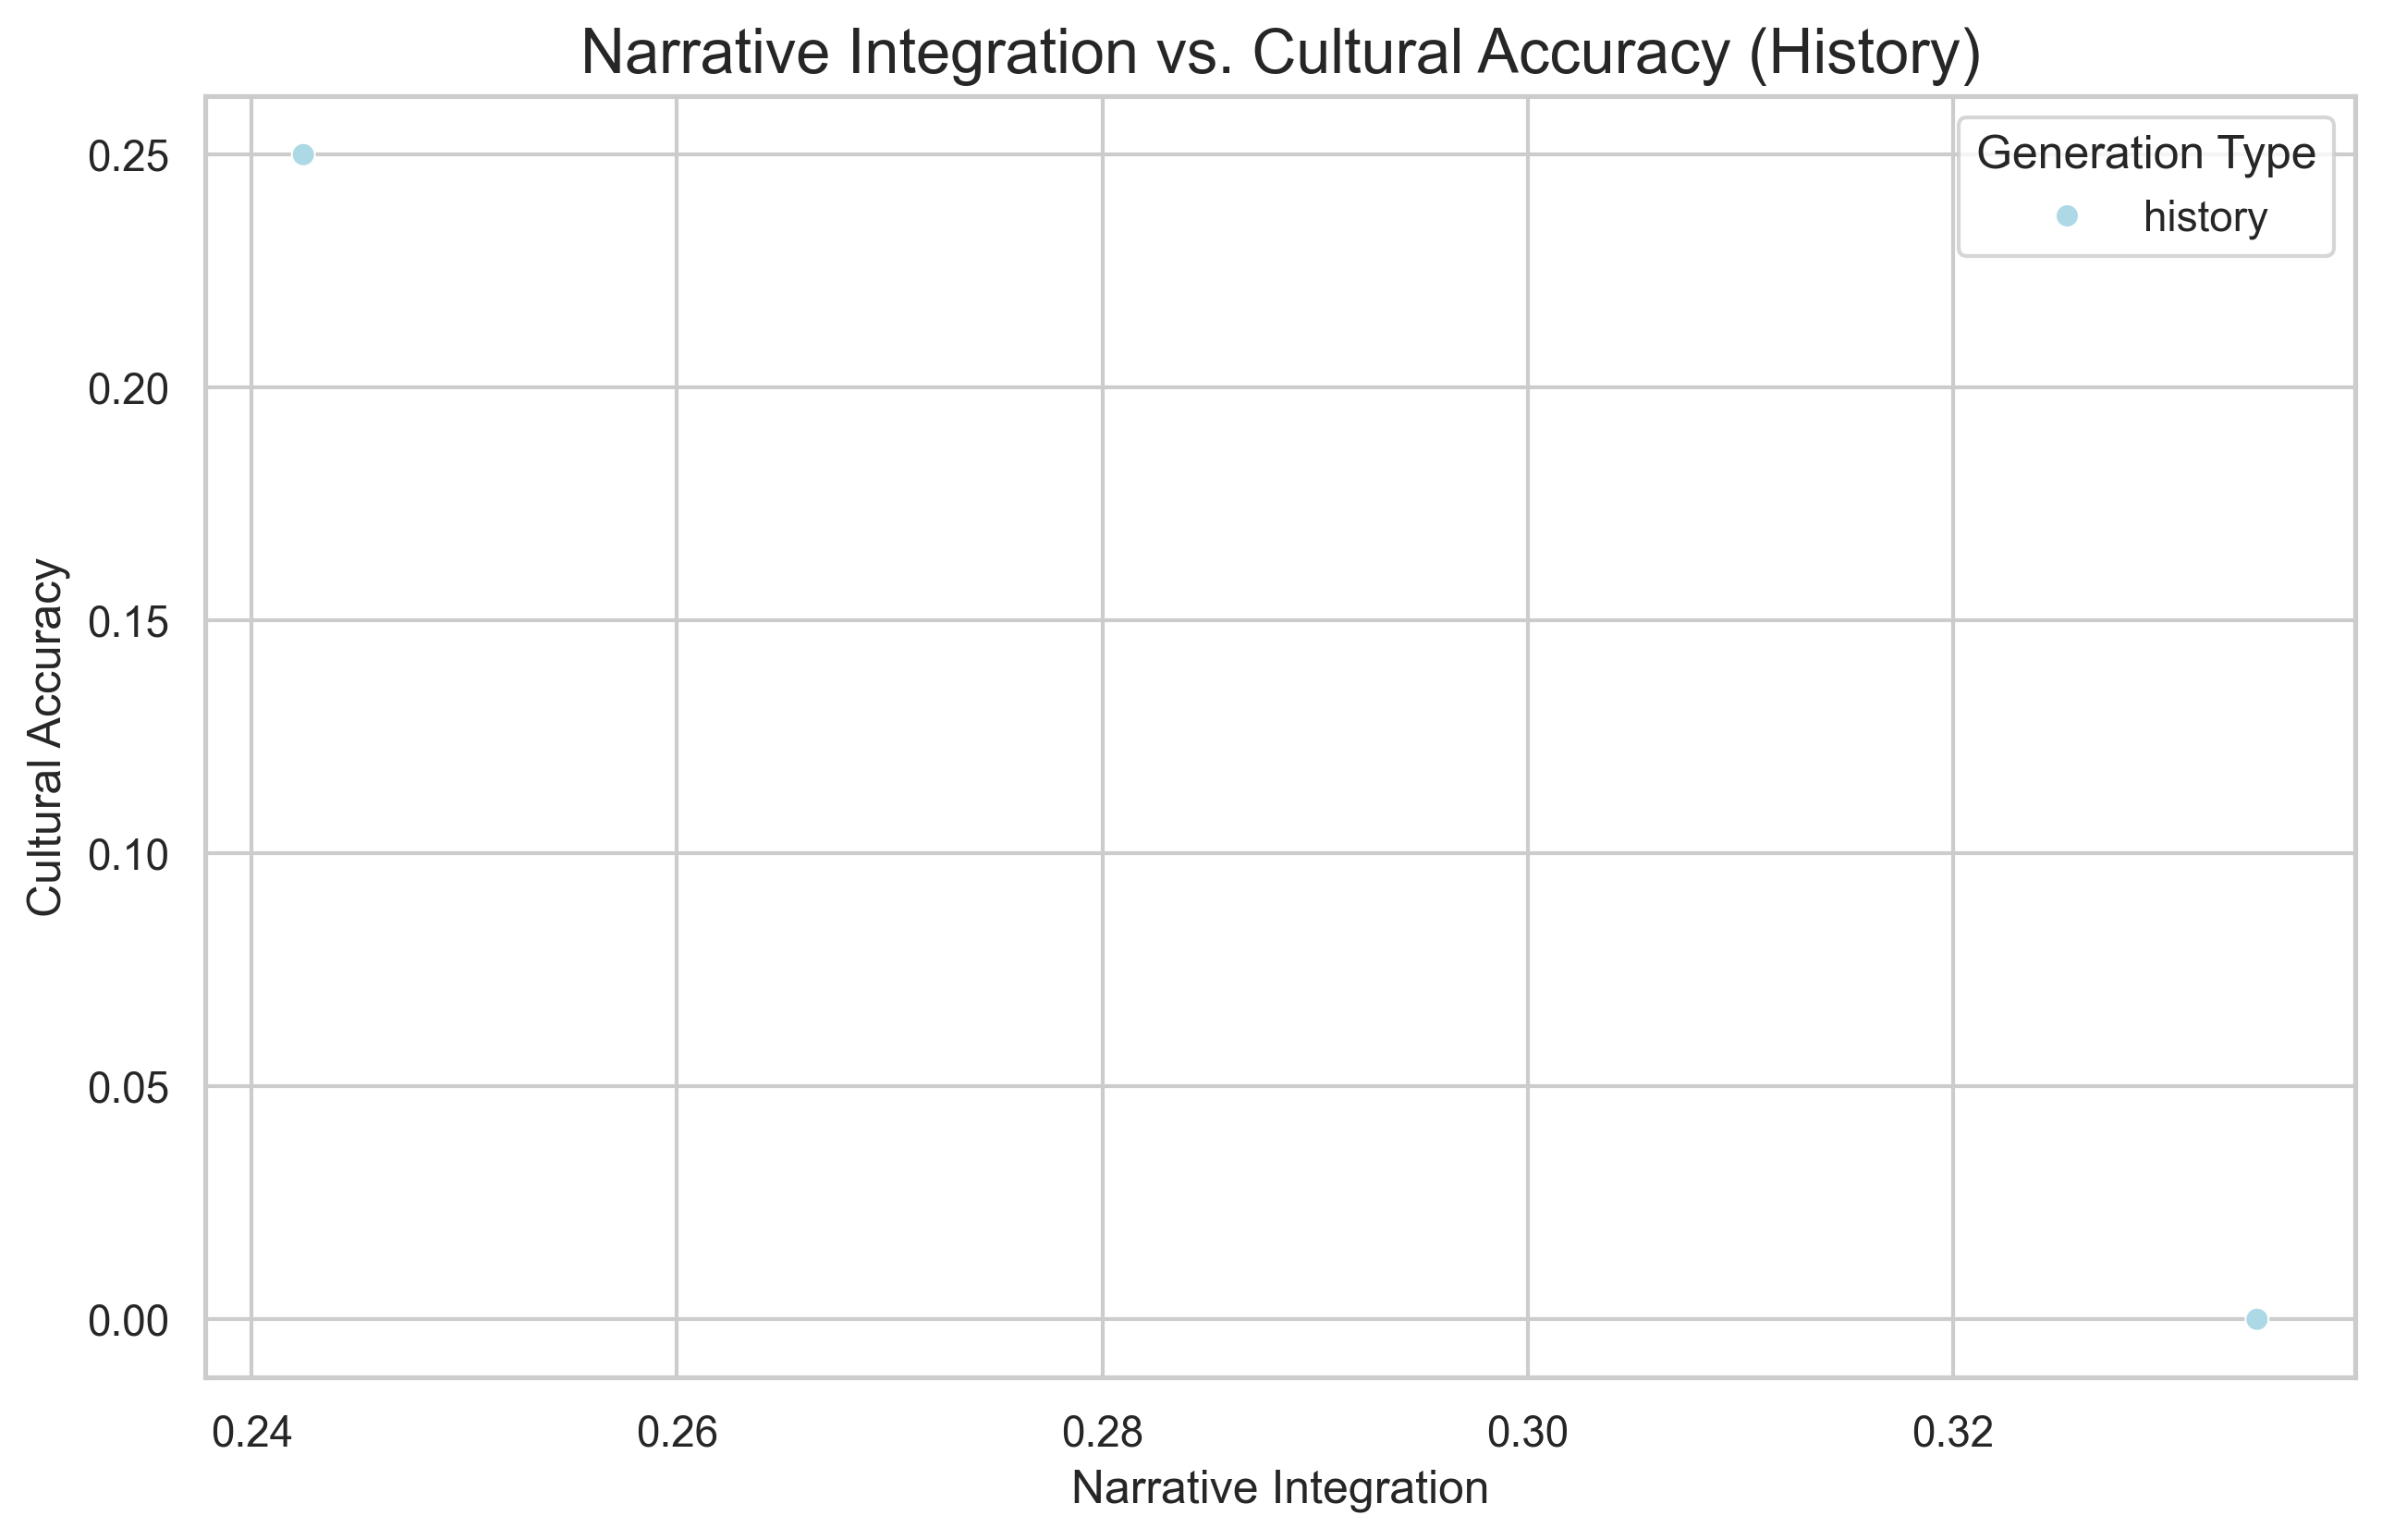 Narrative Integration vs. Cultural Accuracy (History)
Generation Type
history
Cultural Accuracy
0.25
0.20
0.15
0.10
0.05
0.00
0.24 0.26 0.28 0.30 0.32
Narrative Integration